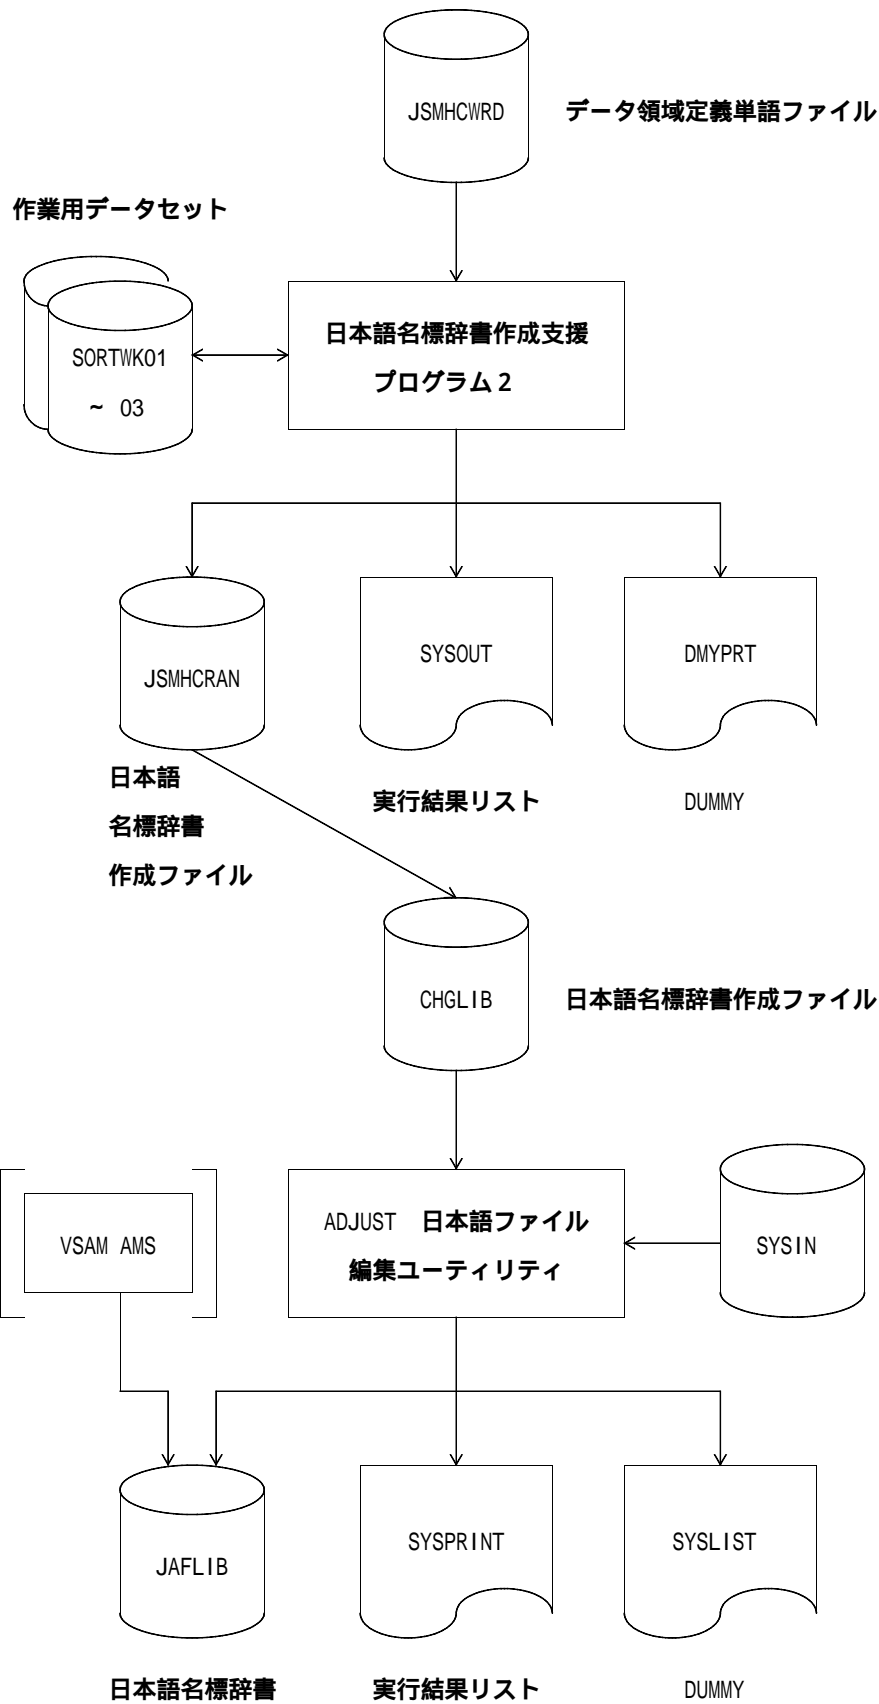 JSMHCWRD
データ領域定義単語ファイル
作業用データセット
SORTWK01
~ 03
日本語名標辞書作成支援
プログラム2
JSMHCRAN
SYSOUT
DMYPRT
日本語
名標辞書
作成ファイル
実行結果リスト
DUMMY
CHGLIB
日本語名標辞書作成ファイル
VSAM AMS
ADJUST 日本語ファイル
編集ユーティリティ
SYSIN
JAFLIB
SYSPRINT
SYSLIST
日本語名標辞書
実行結果リスト
DUMMY